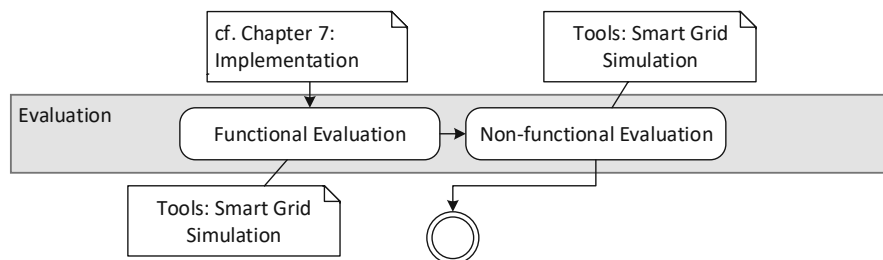 cf. Chapter 7:
Implementation
Tools: Smart Grid
Simulation
Evaluation
Functional Evaluation
Non-functional Evaluation
Tools: Smart Grid
Simulation